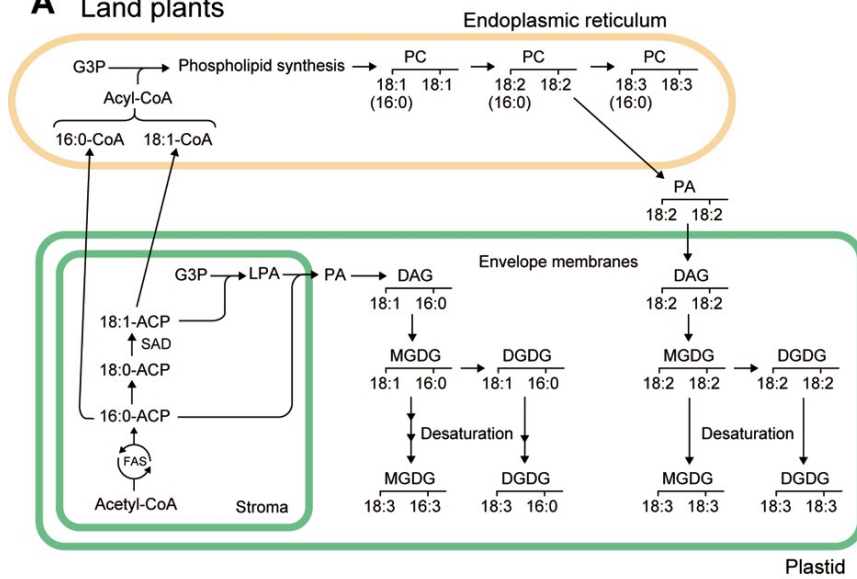 A Land plants
Endoplasmic reticulum
G3P Phospholipid synthesis PC PC PC
18:1 18:1 18:2 18:2 18:3 18:3
(16:0) (16:0) (16:0)
Acyl-CoA
16:0-CoA 18:1-CoA
PA
18:2 18:2
Envelope membranes
G3P LPA PA DAG DAG
18:1 16:0 18:2 18:2
18:1-ACP
SAD
18:0-ACP
MGDG DGDG MGDG DGDG
18:1 16:0 18:1 16:0 18:2 18:2 18:2 18:2
16:0-ACP
Desaturation Desaturation
FAS
MGDG DGDG MGDG DGDG
18:3 16:3 18:3 16:0 18:3 18:3 18:3 18:3
Acetyl-CoA Stroma
Plastid